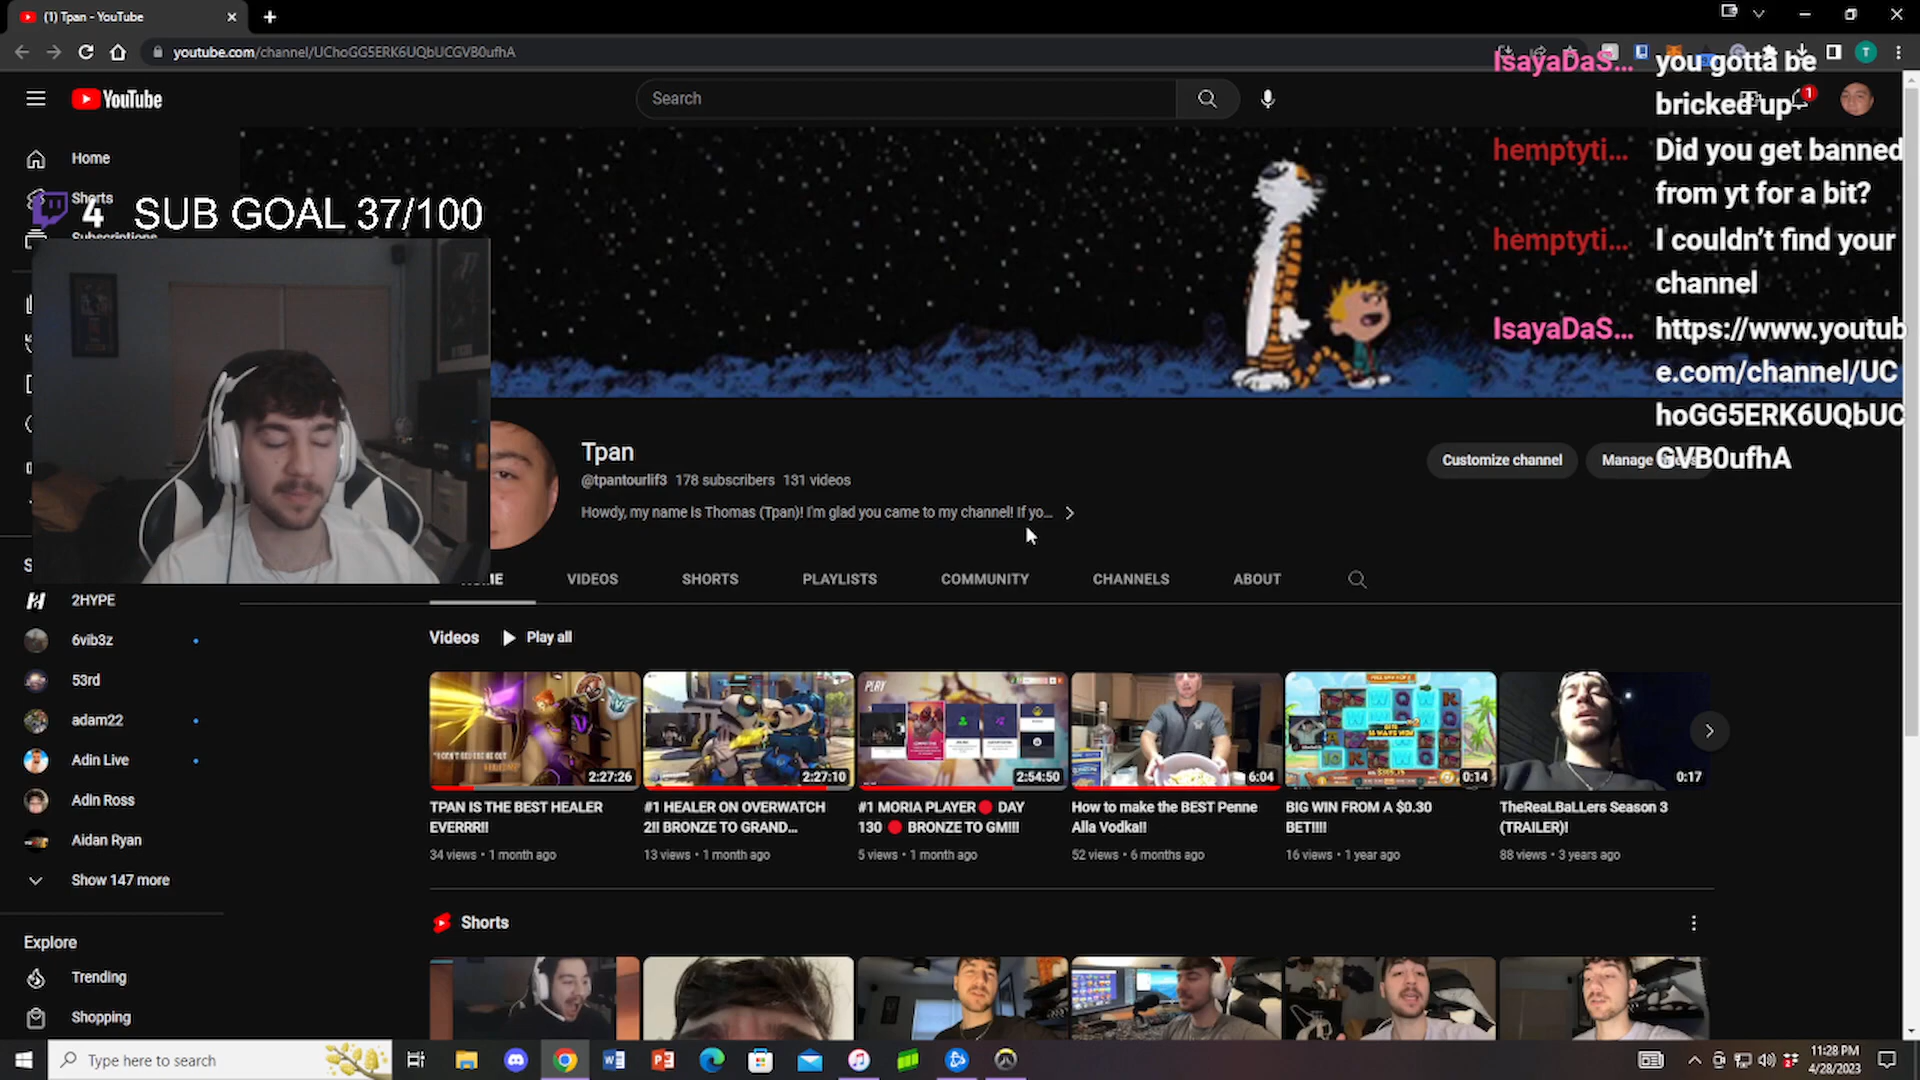 (1) Tpan - YouTube
youtube.com/channel/UChoGG5ERK6UQbUCGVB0ufhA
YouTube
Search
1
T
IsayaDaS... you gotta be
bricked up
hemptyti... Did you get banned
from yt for a bit?
hemptyti... I couldn't find your
channel
IsayaDaS... https://www.youtub
e.com/channel/UC
hoGG5ERK6UQbUC
GVB0ufhA
Home
Shorts
Subscriptions
4 SUB GOAL 37/100
Tpan
@tpantourlif3 178 subscribers 131 videos
Howdy, my name is Thomas (Tpan)! I'm glad you came to my channel! If yo...
Customize channel
Manage
VIDEOS
SHORTS
PLAYLISTS
COMMUNITY
CHANNELS
ABOUT
2HYPE
6vib3z
53rd
adam22
Adin Live
Adin Ross
Aidan Ryan
Show 147 more
Explore
Trending
Shopping
Videos
Play all
2:27:26
TPAN IS THE BEST HEALER
EVERRR!!
34 views • 1 month ago
2:27:10
#1 HEALER ON OVERWATCH
2!! BRONZE TO GRAND...
13 views • 1 month ago
PLAY
2:54:50
#1 MORIA PLAYER🔴 DAY
130 🔴 BRONZE TO GM!!!
5 views • 1 month ago
6:04
How to make the BEST Penne
Alla Vodka!!
52 views • 6 months ago
0:14
BIG WIN FROM A $0.30
BET!!!!
16 views • 1 year ago
0:17
TheReaLBaLLers Season 3
(TRAILER)!
88 views • 3 years ago
Shorts
Type here to search
11:28 PM
4/28/2023